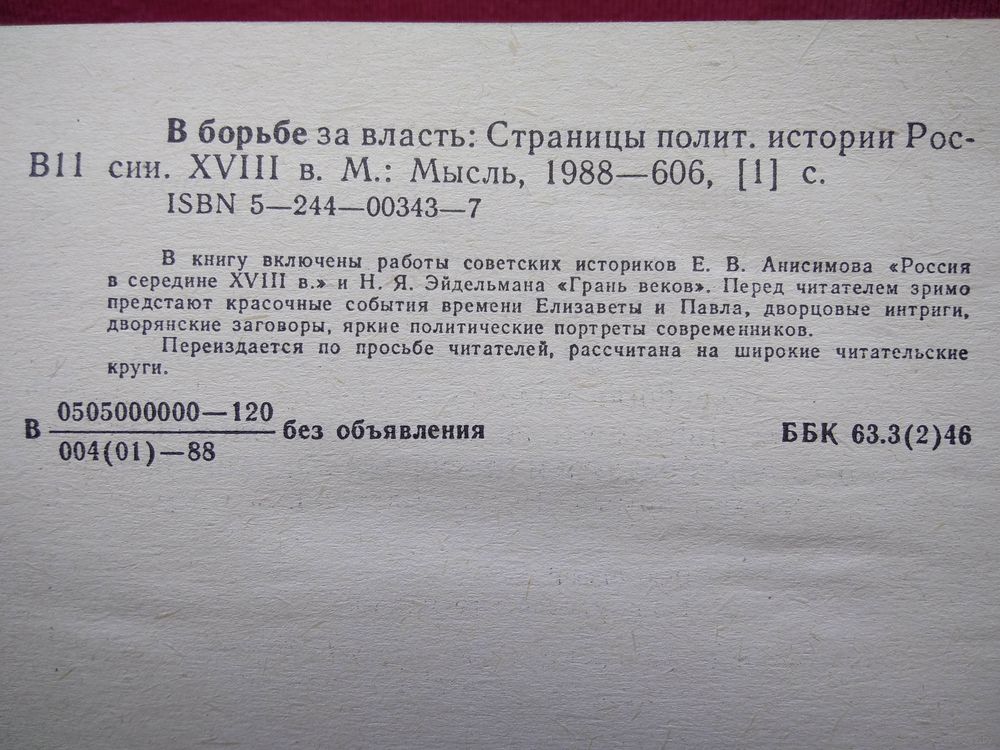 В борьбе за власть: Страницы полит. истории Рос-
В11 сии. XVIII в. М.: Мысль, 1988—606, [1] с.
ISBN 5—244—00343—7
В книгу включены работы советских историков Е. В. Анисимова «Россия
в середине XVIII в.» и Н. Я. Эйдельмана «Грань веков». Перед читателем зримо
предстают красочные события времени Елизаветы и Павла, дворцовые интриги,
дворянские заговоры, яркие политические портреты современников.
Переиздается по просьбе читателей, рассчитана на широкие читательские
круги.
0505000000—120
В без объявления ББК 63.3(2)46
004(01)—88